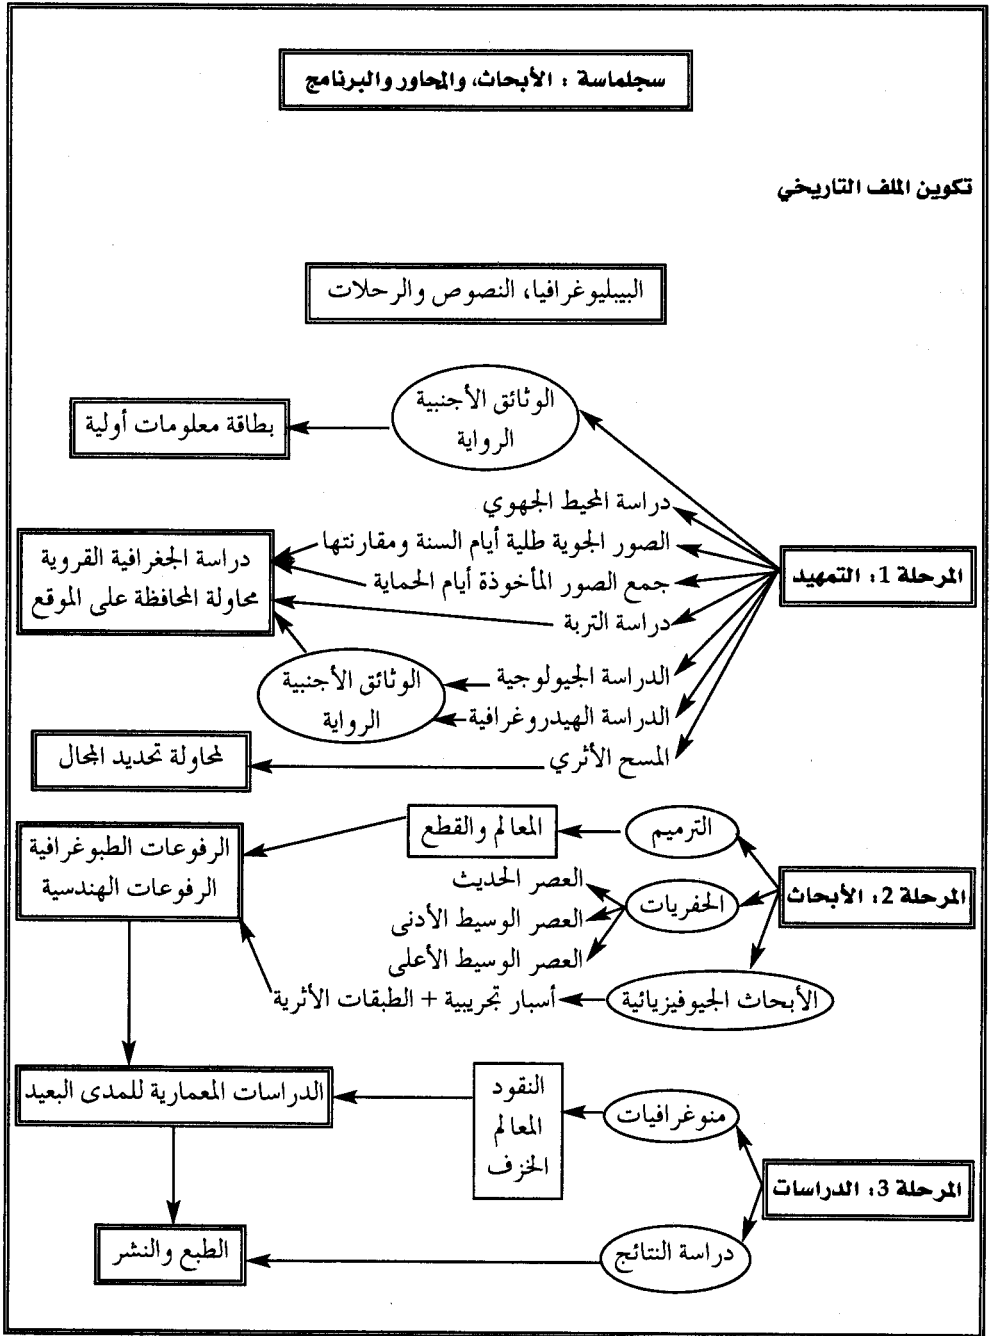 سجلماسة : الأبحاث، والمحاور والبرنامج
تكوين الملف التاريخي
البيبليوغرافيا، النصوص والرحلات
الوثائق الأجنبية
الرواية
بطاقة معلومات أولية
المرحلة 1: التمهيد
دراسة المحيط الجهوي
الصور الجوية طلية أيام السنة ومقارنتها
جمع الصور المأخوذة أيام الحماية
دراسة التربة
دراسة الجغرافية القروية
محاولة المحافظة على الموقع
الدراسة الجيولوجية
الدراسة الهيدروغرافية
الوثائق الأجنبية
الرواية
المسح الأثري
لمحاولة تحديد المجال
المرحلة 2: الأبحاث
الترميم
المعالم والقطع
الرفوعات الطبوغرافية
الرفوعات الهندسية
الحفريات
العصر الحديث
العصر الوسيط الأدنى
العصر الوسيط الأعلى
الأبحاث الجيوفيزيائية
أسبار تجريبية + الطبقات الأثرية
المرحلة 3: الدراسات
منوغرافيات
النقود
المعالم
الخزف
الدراسات المعمارية للمدى البعيد
دراسة النتائج
الطبع والنشر